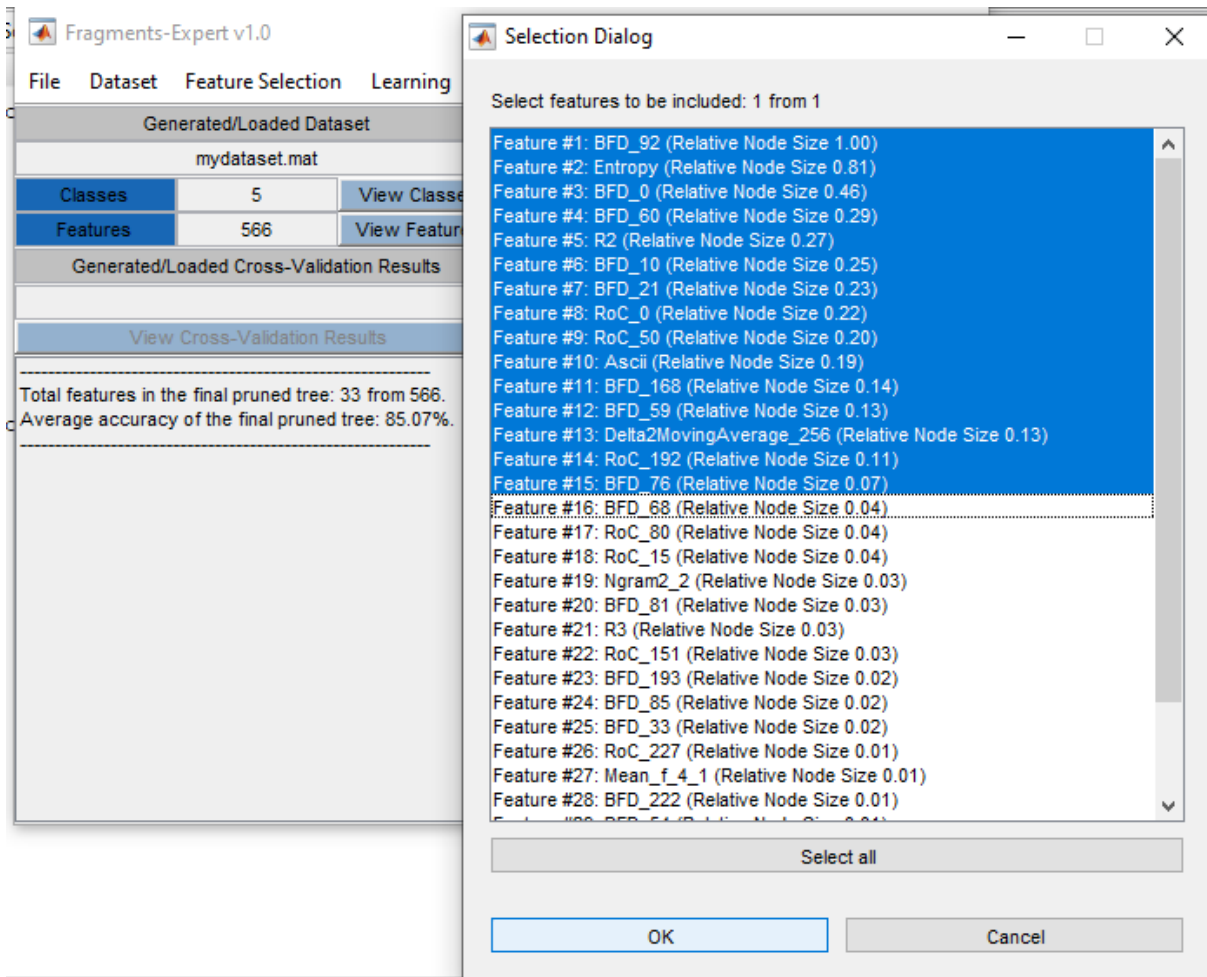 Fragments-Expert v1.0
File Dataset Feature Selection Learning
Generated/Loaded Dataset
mydataset.mat
Classes 5 View Classe
Features 566 View Featur
Generated/Loaded Cross-Validation Results
View Cross-Validation Results
Total features in the final pruned tree: 33 from 566.
Average accuracy of the final pruned tree: 85.07%.
Selection Dialog
Select features to be included: 1 from 1
Feature #1: BFD_92 (Relative Node Size 1.00)
Feature #2: Entropy (Relative Node Size 0.81)
Feature #3: BFD_0 (Relative Node Size 0.46)
Feature #4: BFD_60 (Relative Node Size 0.29)
Feature #5: R2 (Relative Node Size 0.27)
Feature #6: BFD_10 (Relative Node Size 0.25)
Feature #7: BFD_21 (Relative Node Size 0.23)
Feature #8: RoC_0 (Relative Node Size 0.22)
Feature #9: RoC_50 (Relative Node Size 0.20)
Feature #10: Ascii (Relative Node Size 0.19)
Feature #11: BFD_168 (Relative Node Size 0.14)
Feature #12: BFD_59 (Relative Node Size 0.13)
Feature #13: Delta2MovingAverage_256 (Relative Node Size 0.13)
Feature #14: RoC_192 (Relative Node Size 0.11)
Feature #15: BFD_76 (Relative Node Size 0.07)
Feature #16: BFD_68 (Relative Node Size 0.04)
Feature #17: RoC_80 (Relative Node Size 0.04)
Feature #18: RoC_15 (Relative Node Size 0.04)
Feature #19: Ngram2_2 (Relative Node Size 0.03)
Feature #20: BFD_81 (Relative Node Size 0.03)
Feature #21: R3 (Relative Node Size 0.03)
Feature #22: RoC_151 (Relative Node Size 0.03)
Feature #23: BFD_193 (Relative Node Size 0.02)
Feature #24: BFD_85 (Relative Node Size 0.02)
Feature #25: BFD_33 (Relative Node Size 0.02)
Feature #26: RoC_227 (Relative Node Size 0.01)
Feature #27: Mean_f_4_1 (Relative Node Size 0.01)
Feature #28: BFD_222 (Relative Node Size 0.01)
Select all
OK Cancel